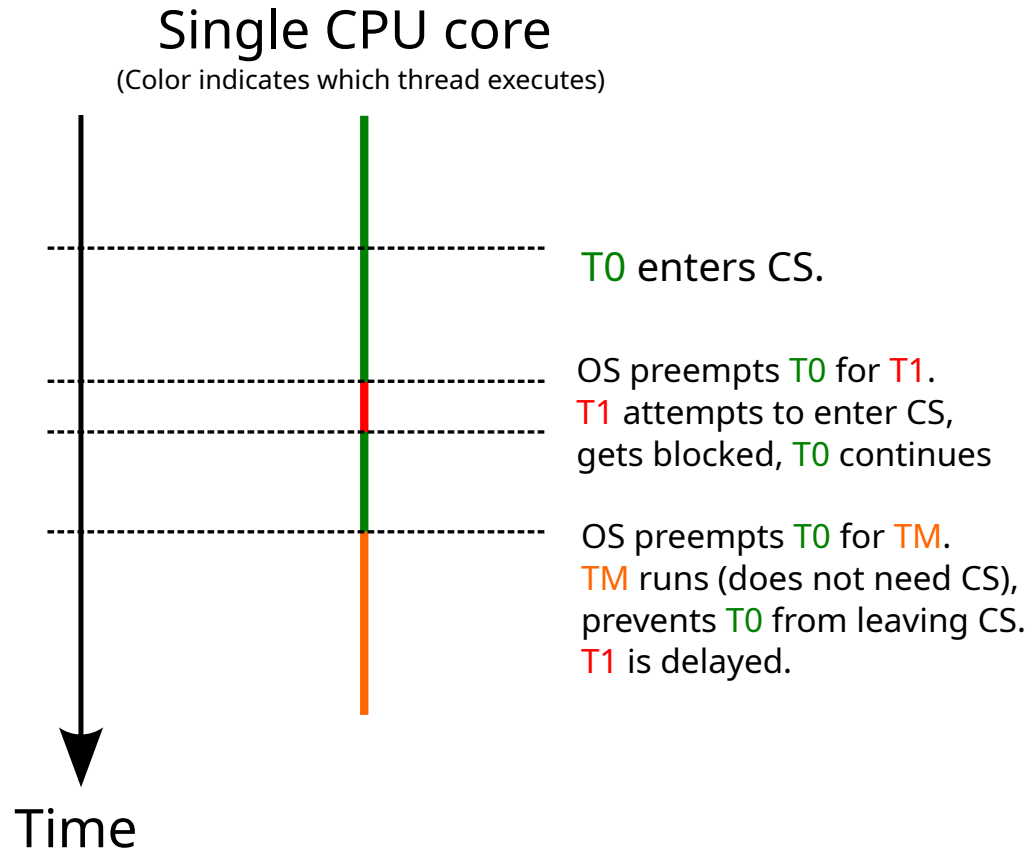 Single CPU core
(Color indicates which thread executes)
T0 enters CS.
OS preempts T0 for T1.
T1 attempts to enter CS,
gets blocked, T0 continues
OS preempts T0 for TM.
TM runs (does not need CS),
prevents T0 from leaving CS.
T1 is delayed.
Time